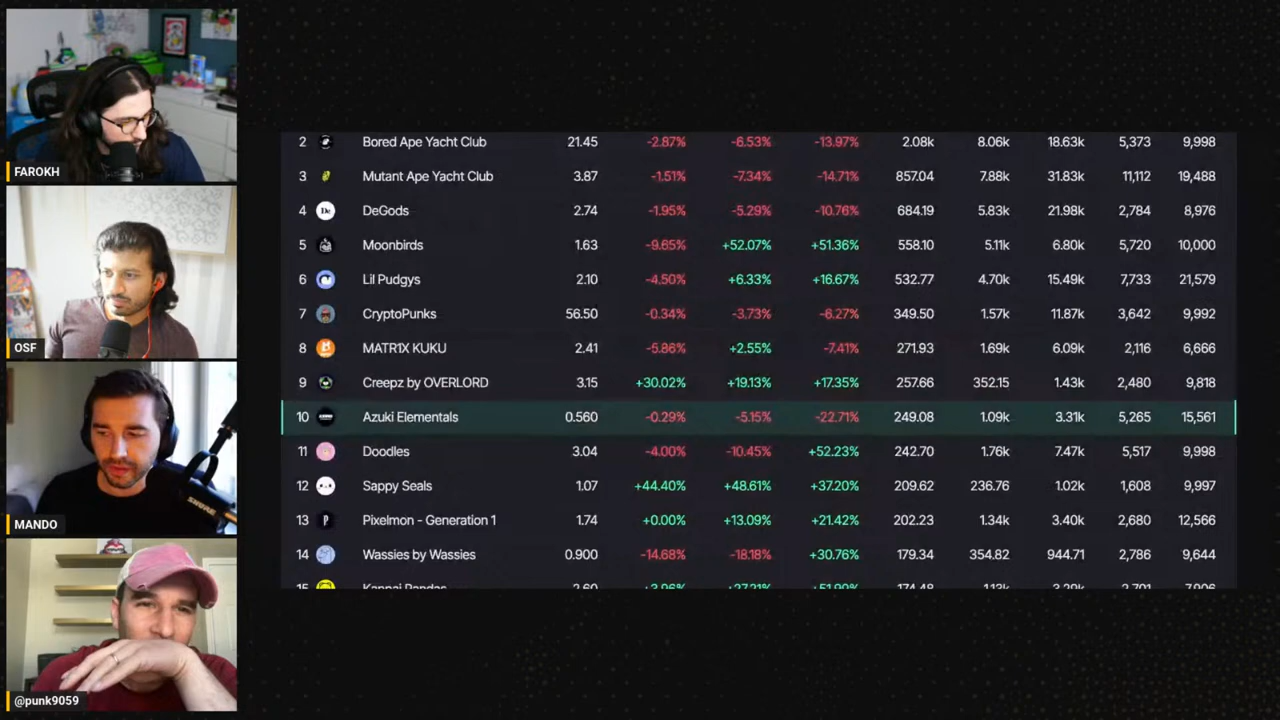 FAROKH
OSF
MANDO
@punk9059
2 Bored Ape Yacht Club 21.45 -2.87% -6.53% -13.97% 2.08k 8.06k 18.63k 5,373 9,998
3 Mutant Ape Yacht Club 3.87 -1.51% -7.34% -14.71% 857.04 7.88k 31.83k 11,112 19,488
4 De DeGods 2.74 -1.95% -5.29% -10.76% 684.19 5.83k 21.98k 2,784 8,976
5 Moonbirds 1.63 -9.65% +52.07% +51.36% 558.10 5.11k 6.80k 5,720 10,000
6 Lil Pudgys 2.10 -4.50% +6.33% +16.67% 532.77 4.70k 15.49k 7,733 21,579
7 CryptoPunks 56.50 -0.34% -3.73% -6.27% 349.50 1.57k 11.87k 3,642 9,992
8 MATR1X KUKU 2.41 -5.86% +2.55% -7.41% 271.93 1.69k 6.09k 2,116 6,666
9 Creepz by OVERLORD 3.15 +30.02% +19.13% +17.35% 257.66 352.15 1.43k 2,480 9,818
10 Azuki Elementals 0.560 -0.29% -5.15% -22.71% 249.08 1.09k 3.31k 5,265 15,561
11 Doodles 3.04 -4.00% -10.45% +52.23% 242.70 1.76k 7.47k 5,517 9,998
12 Sappy Seals 1.07 +44.40% +48.61% +37.20% 209.62 236.76 1.02k 1,608 9,997
13 Pixelmon - Generation 1 1.74 +0.00% +13.09% +21.42% 202.23 1.34k 3.40k 2,680 12,566
14 Wassies by Wassies 0.900 -14.68% -18.18% +30.76% 179.34 354.82 944.71 2,786 9,644